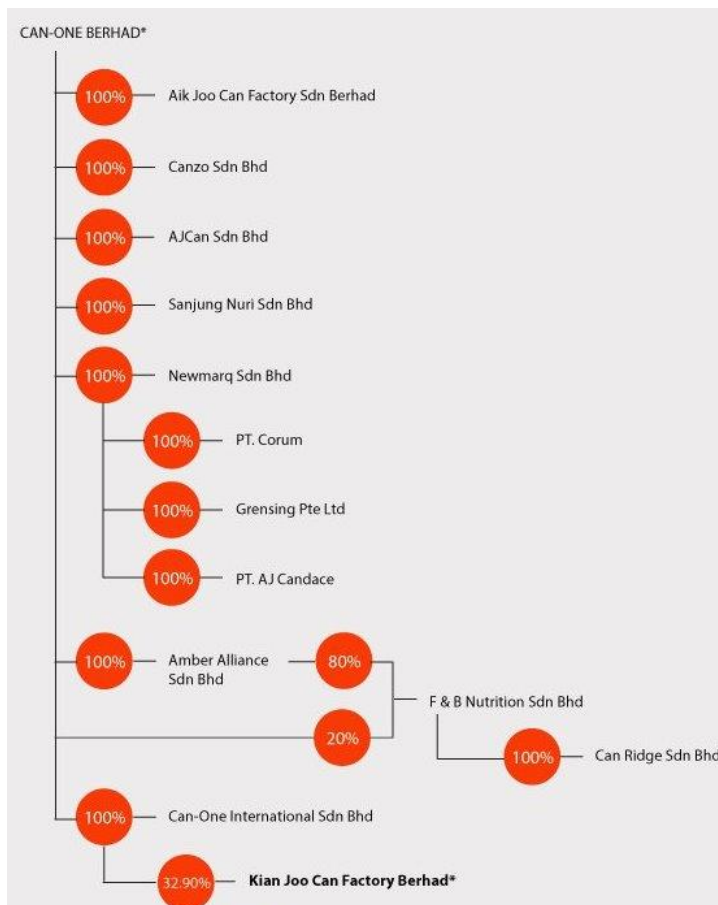 CAN-ONE BERHAD*
100% Aik Joo Can Factory Sdn Berhad
100% Canzo Sdn Bhd
100% AJCan Sdn Bhd
100% Sanjung Nuri Sdn Bhd
100% Newmarq Sdn Bhd
100% PT. Corum
100% Grensing Pte Ltd
100% PT. AJ Candace
100% Amber Alliance 80%
Sdn Bhd
F & B Nutrition Sdn Bhd
20%
100% Can Ridge Sdn Bhd
100% Can-One International Sdn Bhd
32.90% Kian Joo Can Factory Berhad*